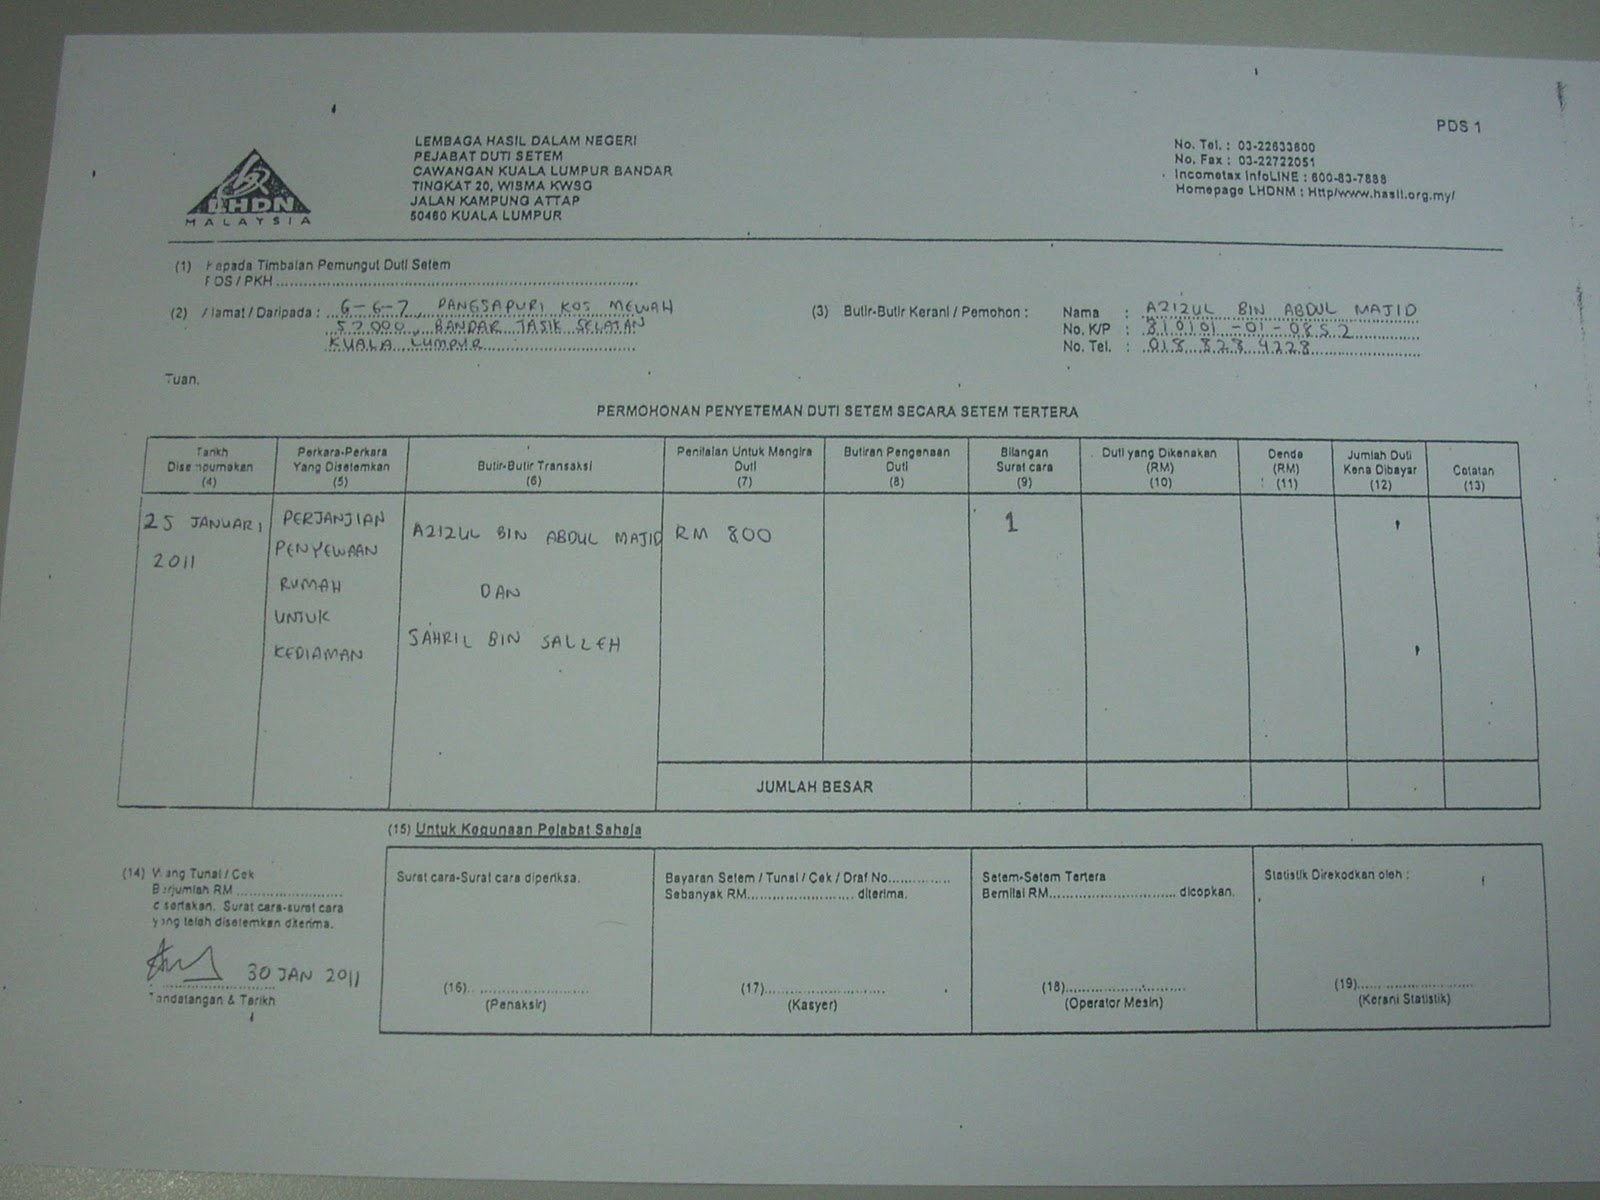 PDS 1
LHDN
MALAYSIA
LEMBAGA HASIL DALAM NEGERI
PEJABAT DUTI SETEM
CAWANGAN KUALA LUMPUR BANDAR
TINGKAT 20, WISMA KWSG
JALAN KAMPUNG ATTAP
50460 KUALA LUMPUR
No. Tel. : 03-22633600
No. Fax : 03-22722051
Incometax InfoLINE : 600-83-7888
Homepage LHDNM : Http/www.hasil.org.my/
(1) Kepada Timbalan Pemungut Duti Setem
PDS / PKH
(2) Alamat / Daripada : 6-6-7, PANGSAPURI KOS MEWAH
57000, BANDAR TASIK SELATAN
KUALA LUMPUR
(3) Butir-Butir Kerani / Pemohon :
Nama : AZIZUL BIN ABDUL MAJID
No. K/P : 810101-01-0852
No. Tel. : 018 828 4228
Tuan,
PERMOHONAN PENYETEMAN DUTI SETEM SECARA SETEM TERTERA
Tarikh Disempurnakan (4)
Perkara-Perkara Yang Disetemkan (5)
Butir-Butir Transaksi (6)
Penilaian Untuk Mengira Duti (7)
Butiran Pengenaan Duti (8)
Bilangan Surat cara (9)
Duti yang Dikenakan (RM) (10)
Denda (RM) (11)
Jumlah Duti Kena Dibayar (12)
Catatan (13)
25 JANUARI
2011
PERJANJIAN
PENYEWAAN
RUMAH
UNTUK
KEDIAMAN
AZIZUL BIN ABDUL MAJID
DAN
SAHRIL BIN SALLEH
RM 800
1
JUMLAH BESAR
(14) Wang Tunai / Cek
Berjumlah RM
disertakan. Surat cara-surat cara
yang telah disetemkan diterima.
30 JAN 2011
Tandatangan & Tarikh
(15) Untuk Kegunaan Pejabat Sahaja
Surat cara-Surat cara diperiksa.
(16)
(Penaksir)
Bayaran Setem / Tunai / Cek / Draf No.
Sebanyak RM diterima.
(17)
(Kasyer)
Setem-Setem Tertera
Bernilai RM dicopkan.
(18)
(Operator Mesin)
Statistik Direkodkan oleh :
(19)
(Kerani Statistik)